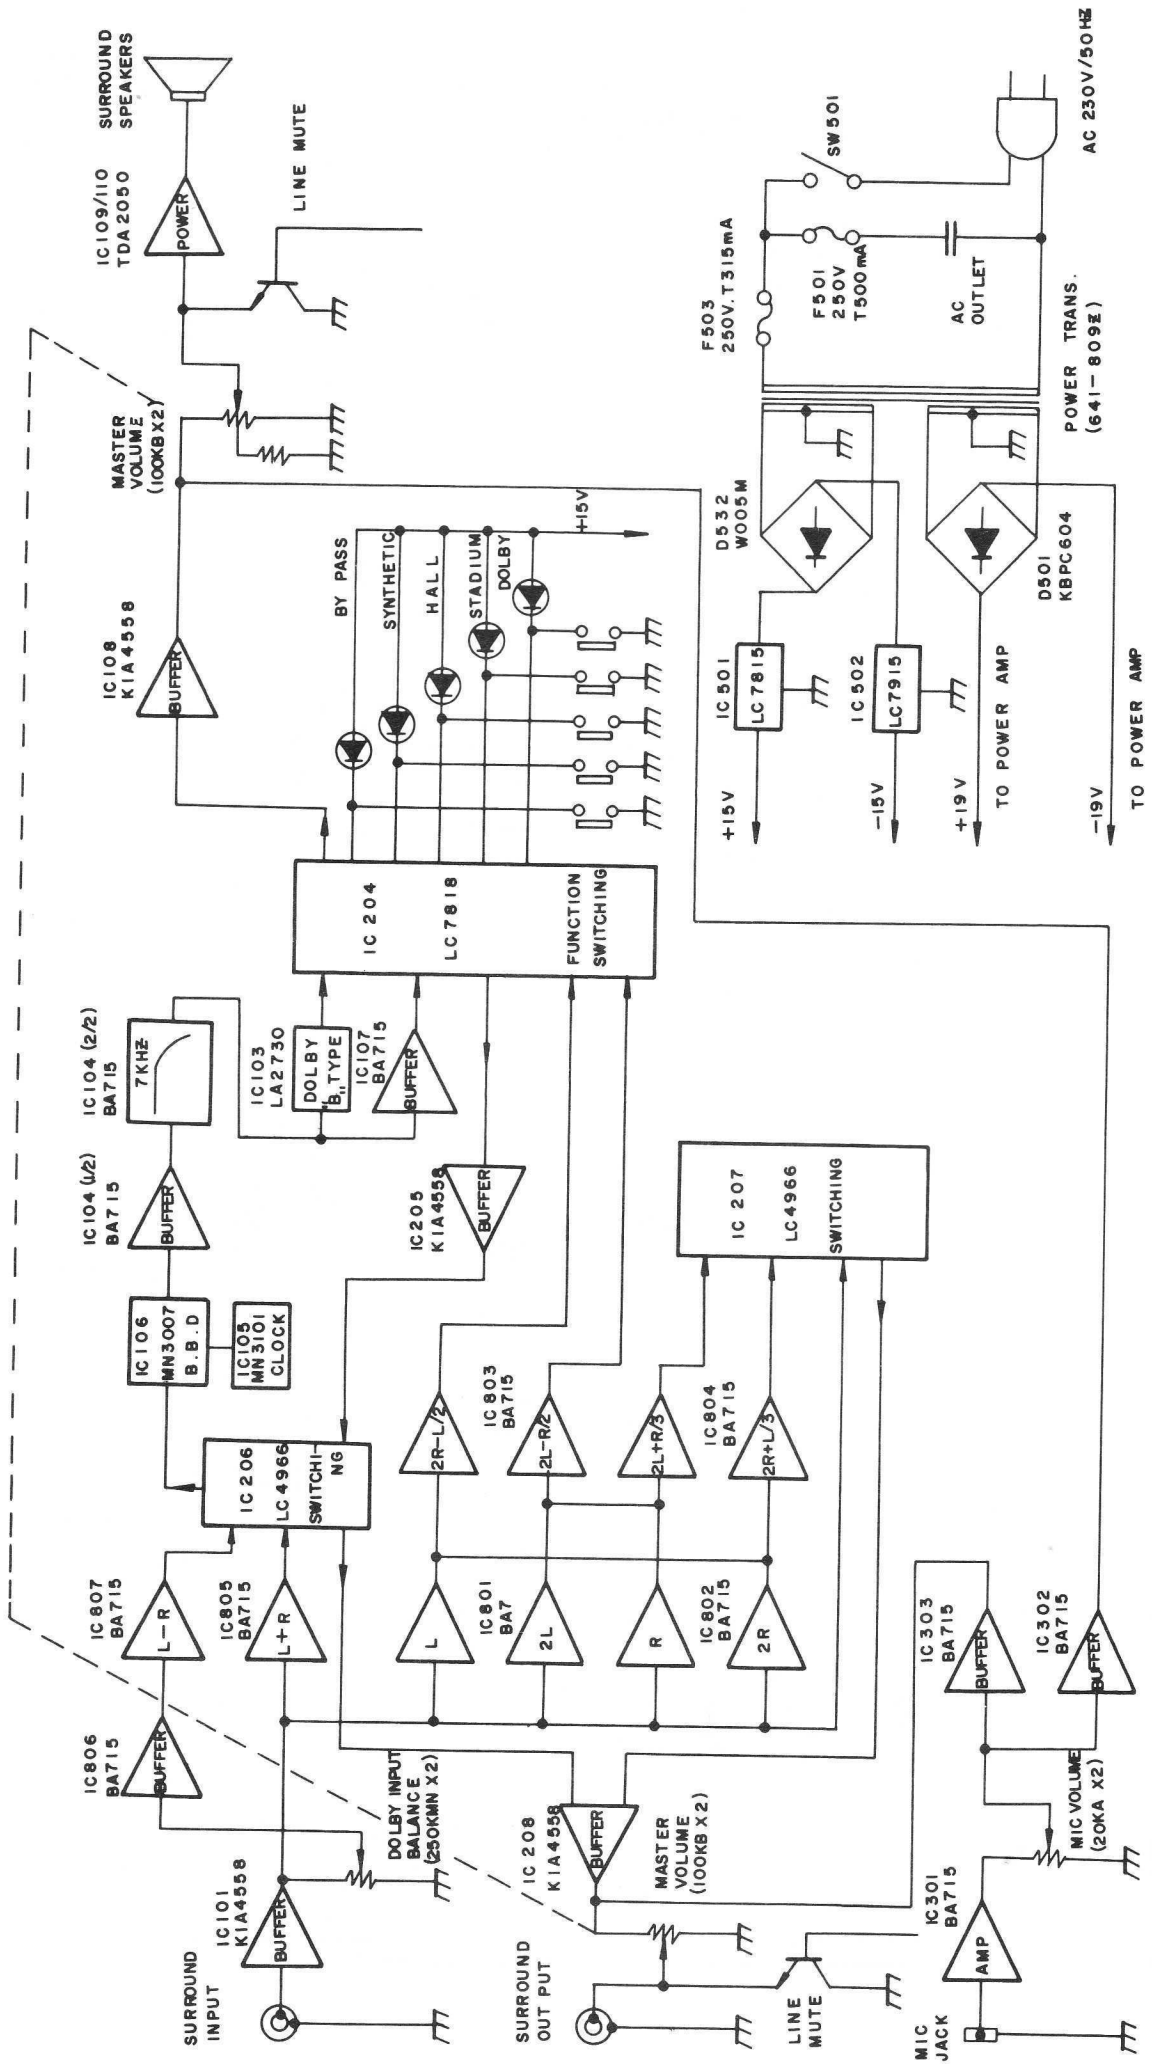 SURROUND
INPUT
IC101
KIA4558
BUFFER
IC806
BA715
BUFFER
IC807
BA715
L-R
IC805
BA715
L+R
DOLBY INPUT
BALANCE
(250KMN X2)
IC206
LC4966
SWITCHI-
NG
IC106
MN3007
B.B.D
IC105
MN3101
CLOCK
IC104 (1/2)
BA715
BUFFER
IC104 (2/2)
BA715
7KHZ
IC103
LA2730
DOLBY
"B" TYPE
IC107
BA715
BUFFER
IC205
KIA4558
BUFFER
IC204
LC7818
FUNCTION
SWITCHING
IC108
KIA4558
BUFFER
BY PASS
SYNTHETIC
HALL
STADIUM
DOLBY
+15V
MASTER
VOLUME
(100KBX2)
IC109/110
TDA2050
POWER
SURROUND
SPEAKERS
LINE MUTE
L
IC801
BA7
2L
R
IC802
BA715
2R
2R-L/2
IC803
BA715
2L-R/2
2L+R/3
IC804
BA715
2R+L/3
IC 207
LC4966
SWITCHING
SURROUND
OUT PUT
IC208
KIA4558
BUFFER
MASTER
VOLUME
(100KB X2)
LINE
MUTE
MIC
JACK
IC301
BA715
AMP
MIC VOLUME
(20KA X2)
IC303
BA715
BUFFER
IC302
BA715
BUFFER
+15V
IC501
LC7815
-15V
IC502
LC7915
+19V
TO POWER AMP
-19V
TO POWER AMP
D532
W005M
D501
KBPC604
F503
250V.T315mA
F501
250V
T500mA
SW501
AC
OUTLET
POWER TRANS.
(641-809Z)
AC 230V/50HZ